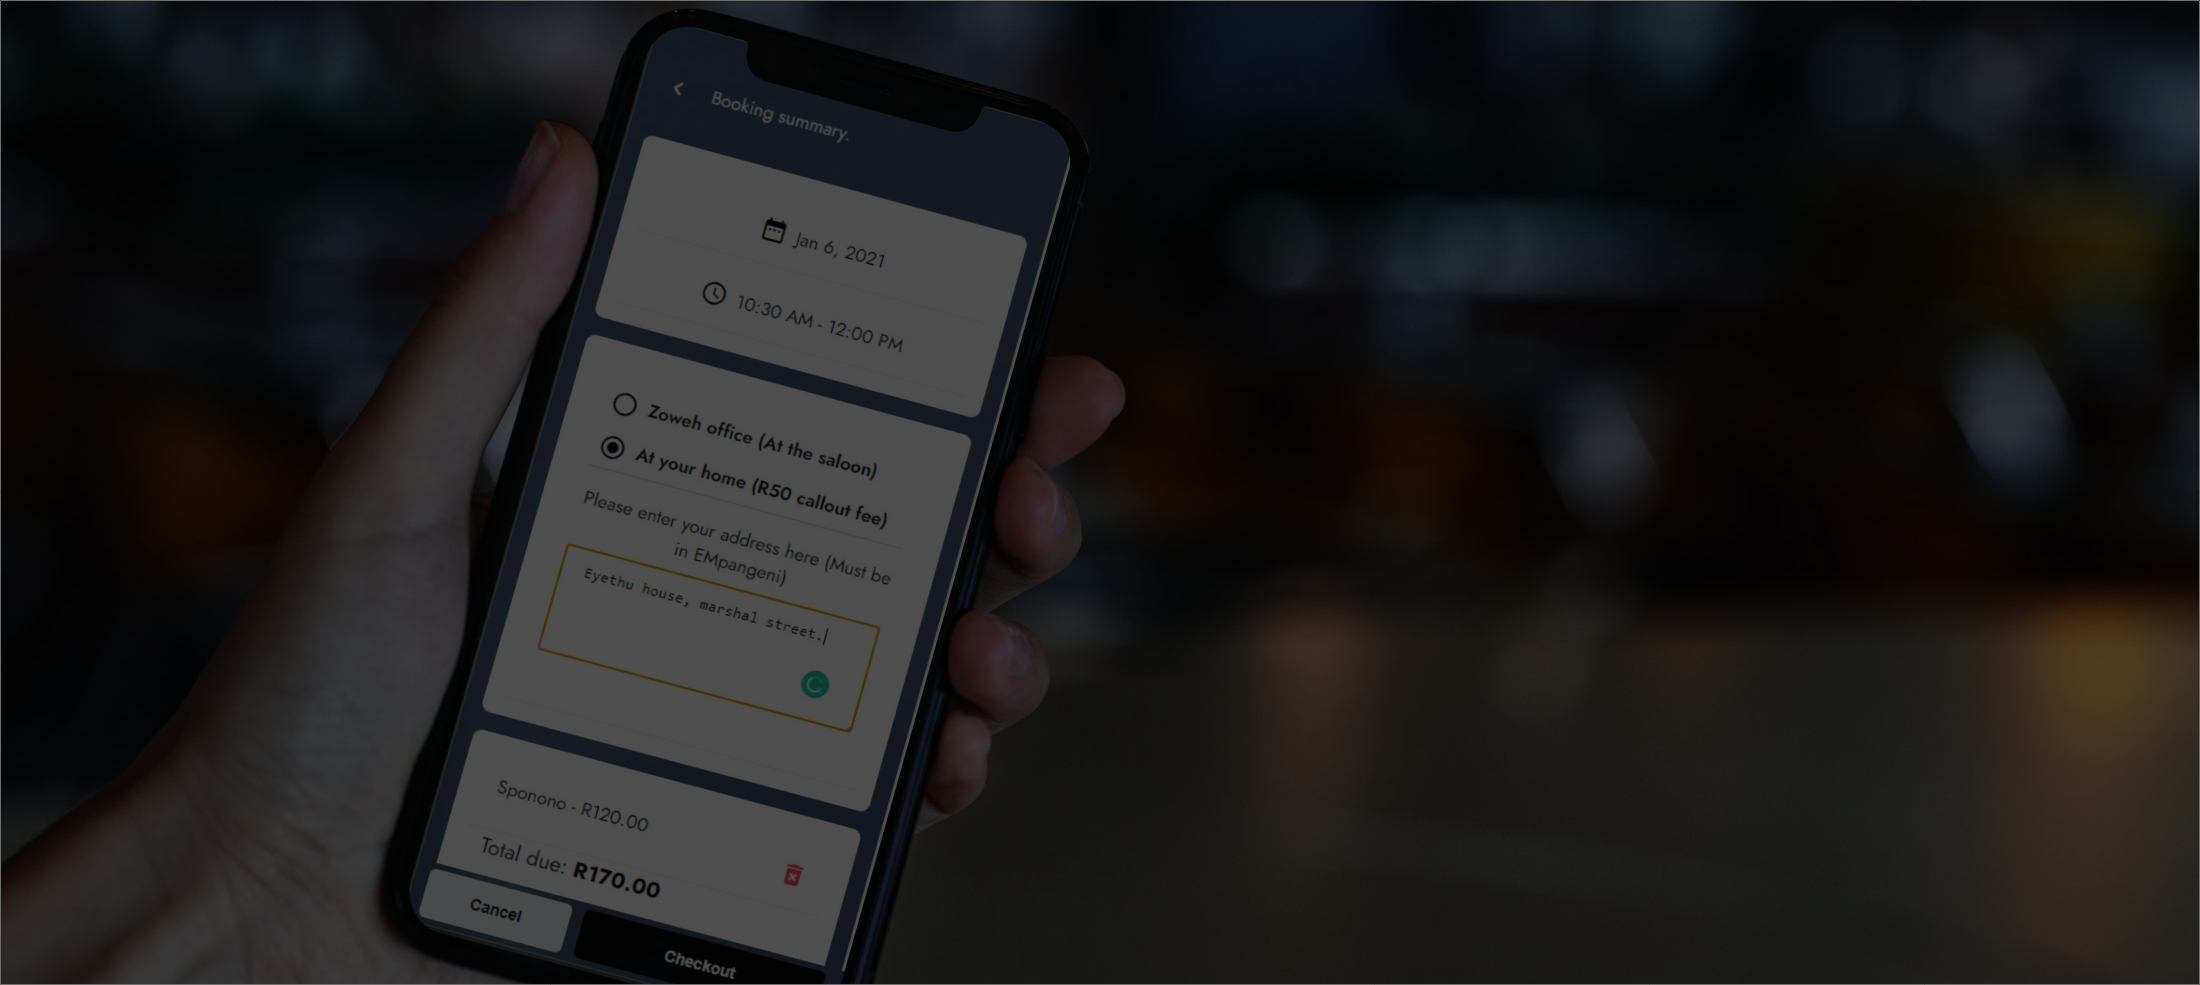 Booking summary.
Jan 6, 2021
10:30 AM - 12:00 PM
Zoweh office (At the saloon)
At your home (R50 callout fee)
Please enter your address here (Must be
in EMpangeni)
Eyethu house, marshal street.
Sponono - R120.00
Total due: R170.00
Cancel
Checkout